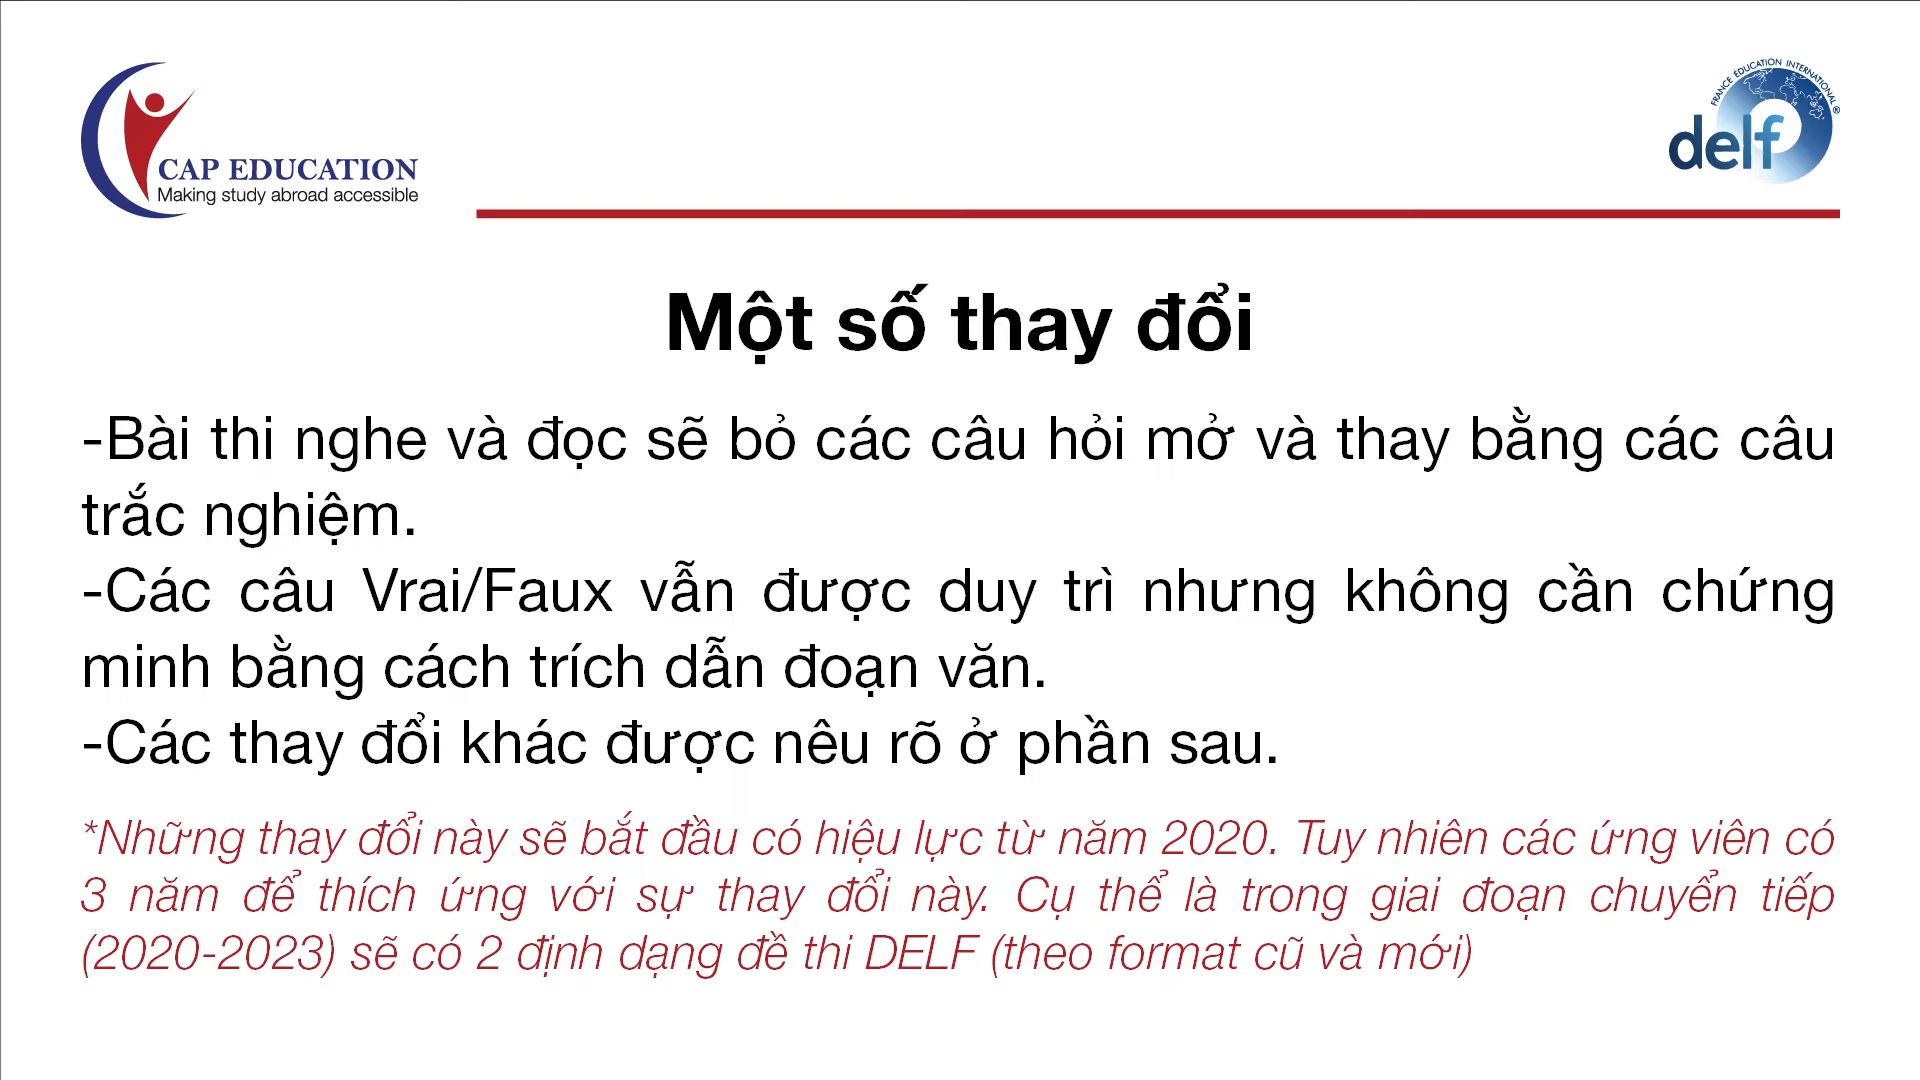 CAP EDUCATION
Making study abroad accessible
FRANCE ÉDUCATION INTERNATIONAL®
delf
Một số thay đổi
-Bài thi nghe và đọc sẽ bỏ các câu hỏi mở và thay bằng các câu
trắc nghiệm.
-Các câu Vrai/Faux vẫn được duy trì nhưng không cần chứng
minh bằng cách trích dẫn đoạn văn.
-Các thay đổi khác được nêu rõ ở phần sau.
*Những thay đổi này sẽ bắt đầu có hiệu lực từ năm 2020. Tuy nhiên các ứng viên có
3 năm để thích ứng với sự thay đổi này. Cụ thể là trong giai đoạn chuyển tiếp
(2020-2023) sẽ có 2 định dạng đề thi DELF (theo format cũ và mới)